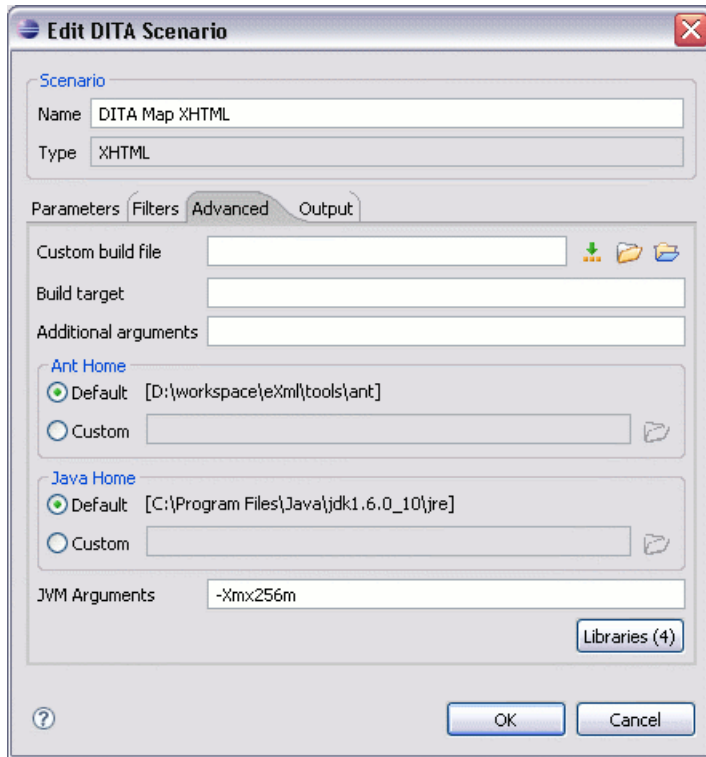 Edit DITA Scenario
Scenario
Name DITA Map XHTML
Type XHTML
Parameters Filters Advanced Output
Custom build file
Build target
Additional arguments
Ant Home
Default [D:\workspace\eXml\tools\ant]
Custom
Java Home
Default [C:\Program Files\Java\jdk1.6.0_10\jre]
Custom
JVM Arguments -Xmx256m
Libraries (4)
? OK Cancel